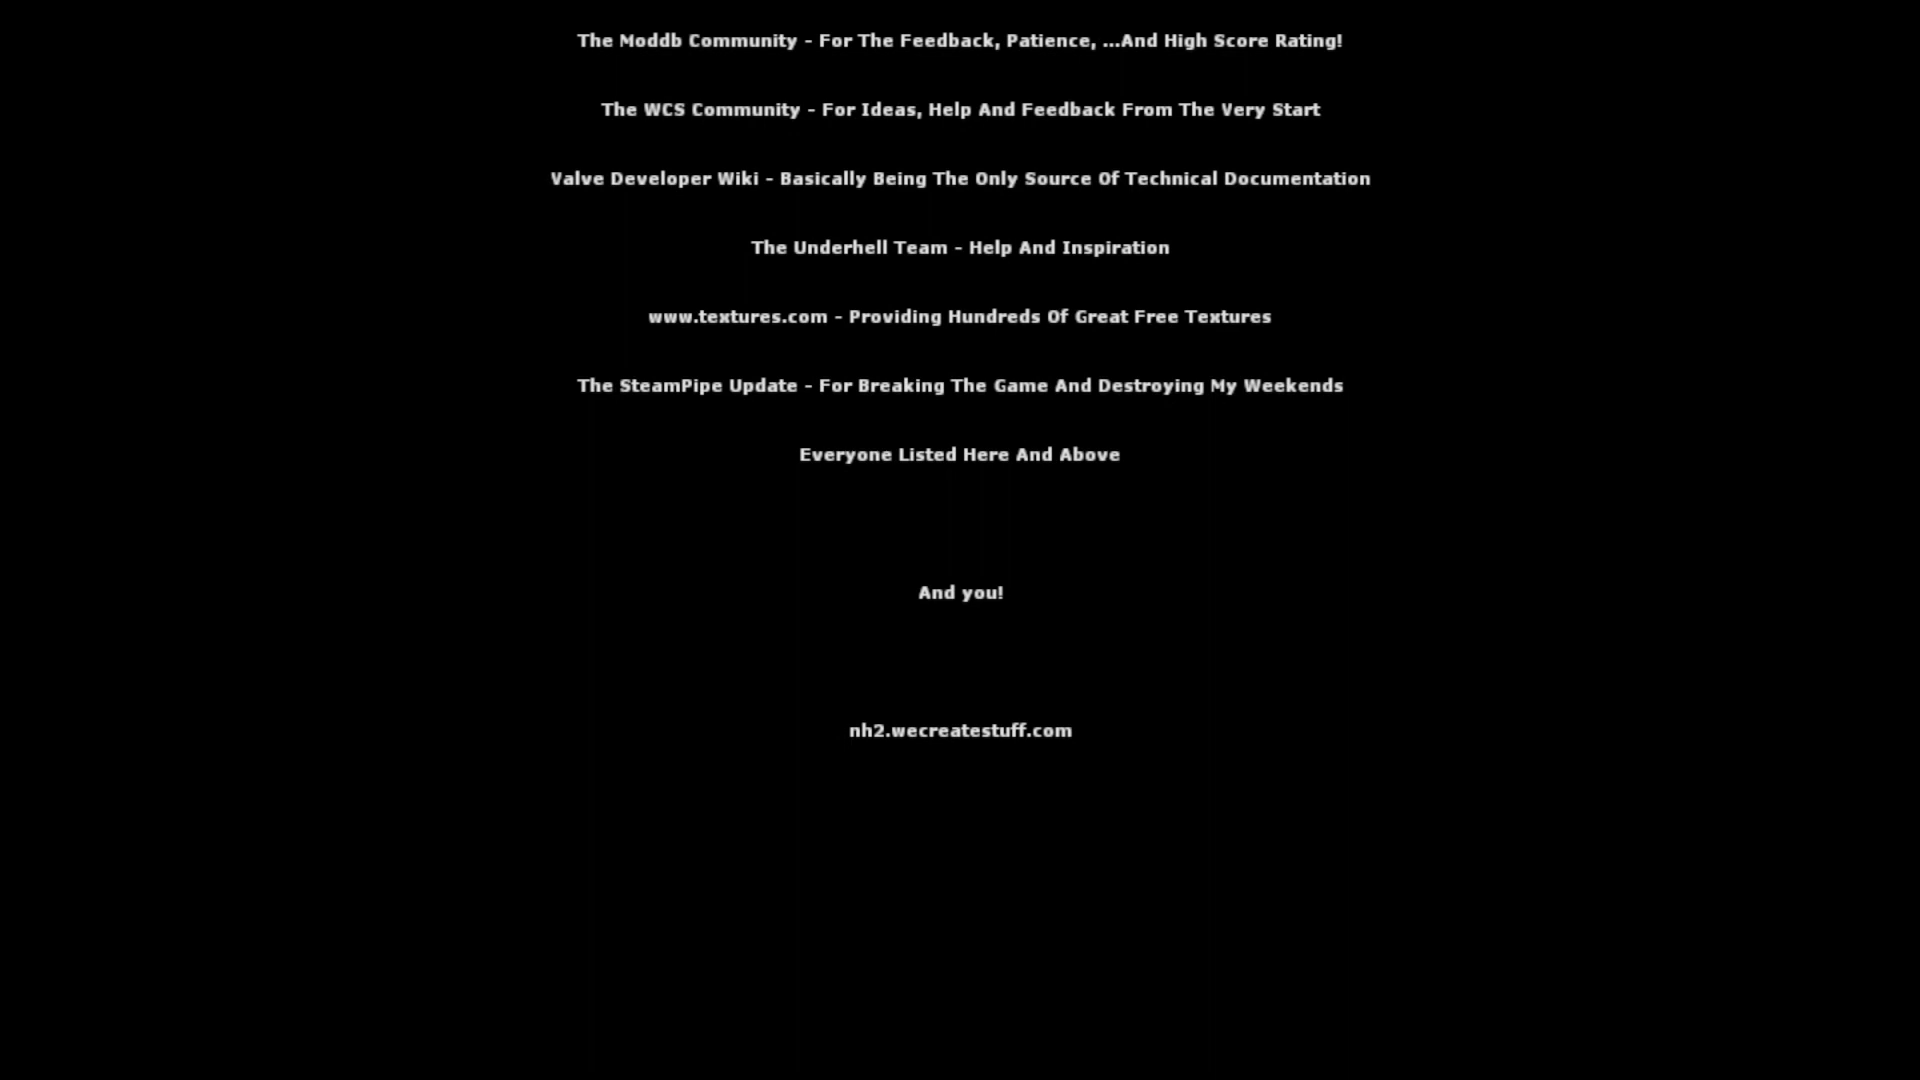 The Moddb Community - For The Feedback, Patience, ...And High Score Rating!
The WCS Community - For Ideas, Help And Feedback From The Very Start
Valve Developer Wiki - Basically Being The Only Source Of Technical Documentation
The Underhell Team - Help And Inspiration
www.textures.com - Providing Hundreds Of Great Free Textures
The SteamPipe Update - For Breaking The Game And Destroying My Weekends
Everyone Listed Here And Above
And you!
nh2.wecreatestuff.com